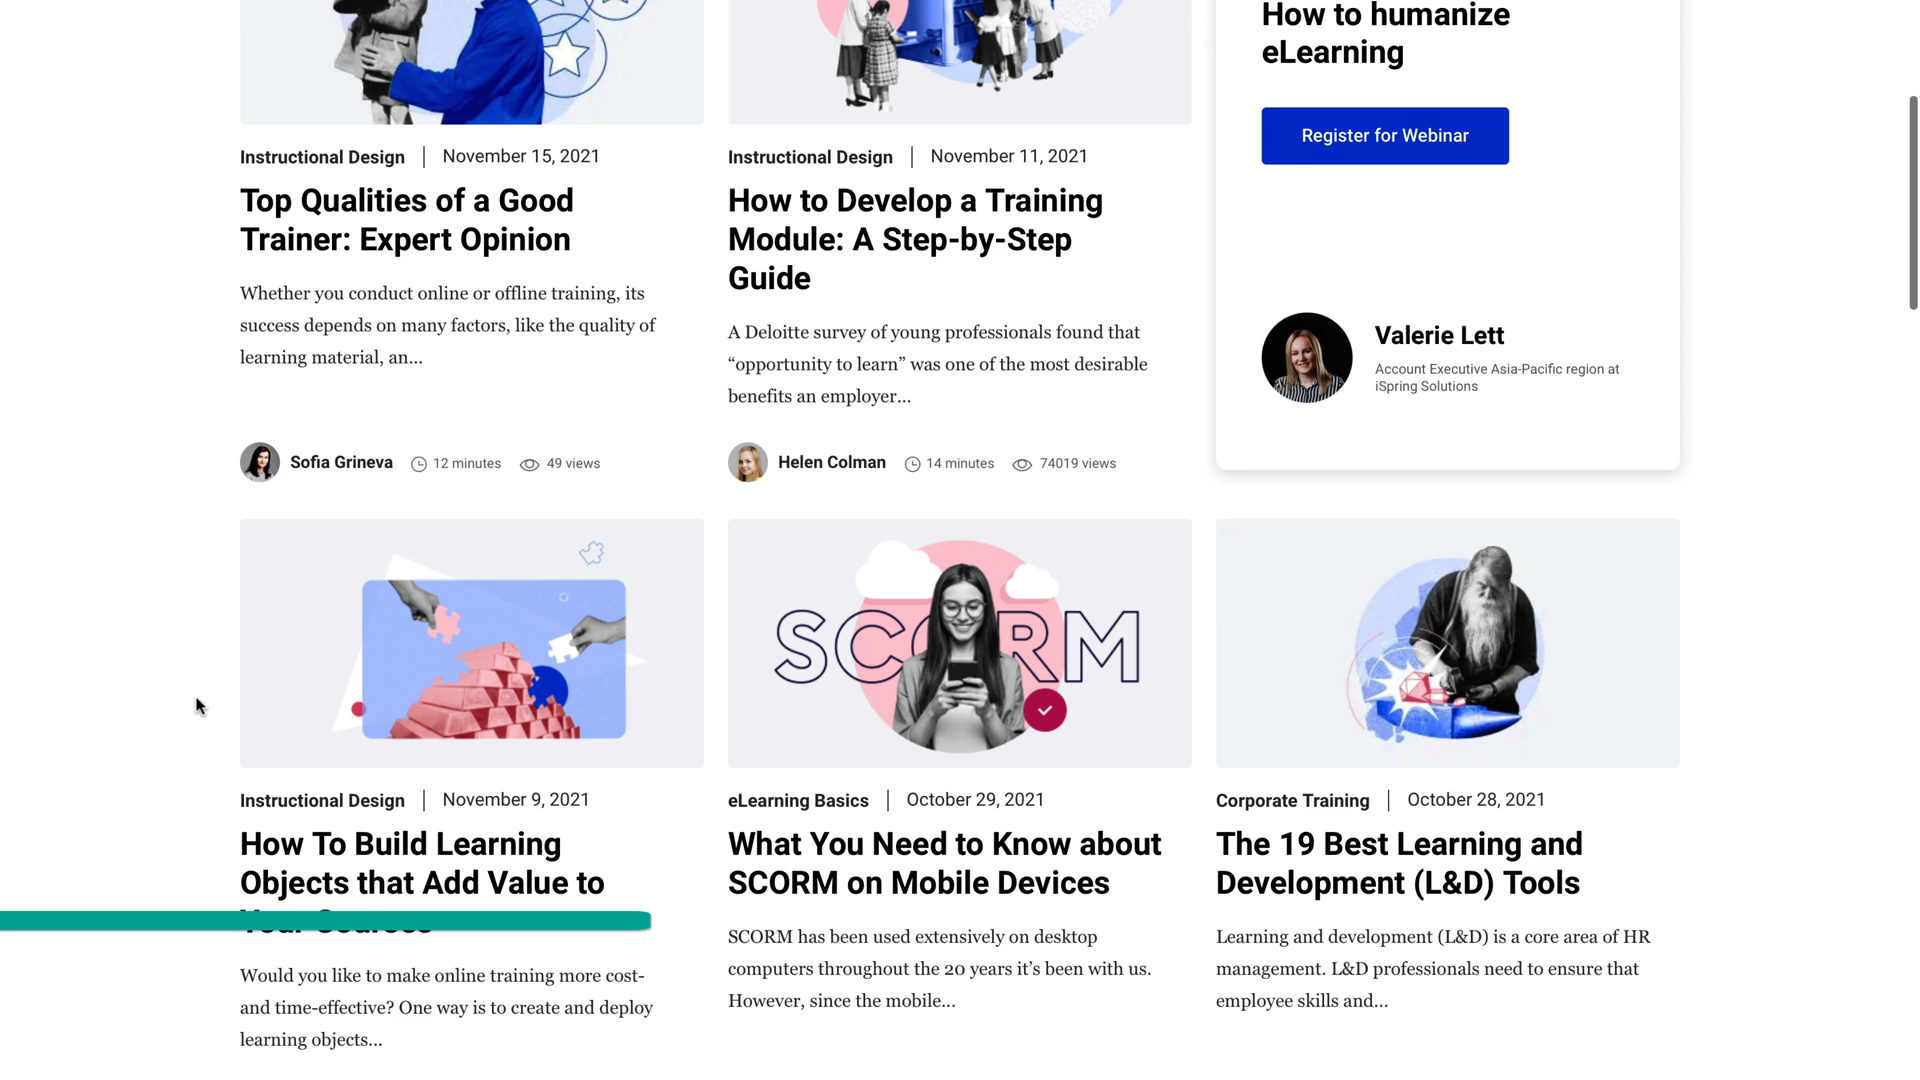 How to humanize
eLearning
Register for Webinar
Instructional Design | November 15, 2021
Top Qualities of a Good
Trainer: Expert Opinion
Whether you conduct online or offline training, its
success depends on many factors, like the quality of
learning material, an...
Sofia Grineva 12 minutes 49 views
Instructional Design | November 11, 2021
How to Develop a Training
Module: A Step-by-Step
Guide
A Deloitte survey of young professionals found that
“opportunity to learn” was one of the most desirable
benefits an employer...
Helen Colman 14 minutes 74019 views
Valerie Lett
Account Executive Asia-Pacific region at
iSpring Solutions
Instructional Design | November 9, 2021
How To Build Learning
Objects that Add Value to
Your Courses
Would you like to make online training more cost-
and time-effective? One way is to create and deploy
learning objects...
SCORM
eLearning Basics | October 29, 2021
What You Need to Know about
SCORM on Mobile Devices
SCORM has been used extensively on desktop
computers throughout the 20 years it’s been with us.
However, since the mobile...
Corporate Training | October 28, 2021
The 19 Best Learning and
Development (L&D) Tools
Learning and development (L&D) is a core area of HR
management. L&D professionals need to ensure that
employee skills and...